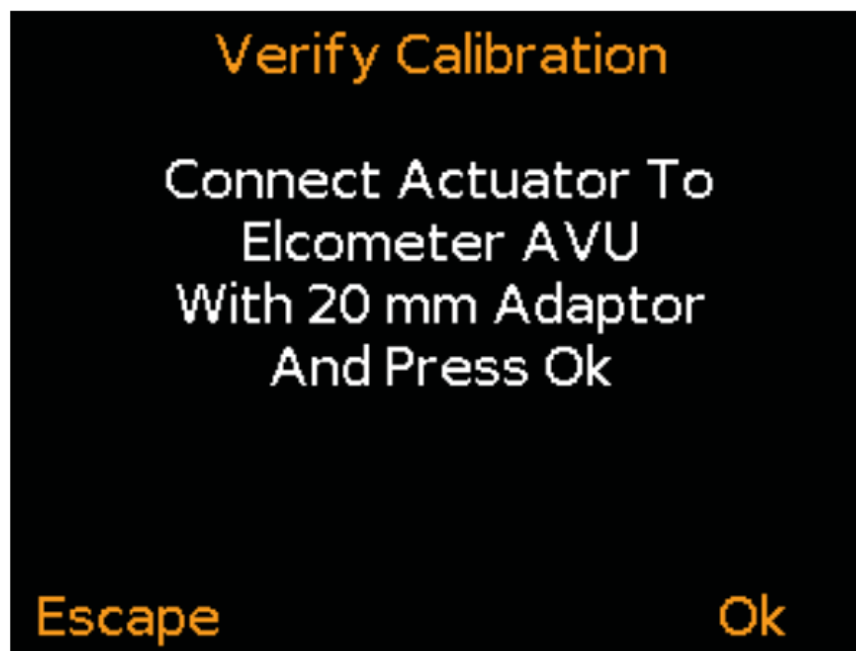 Verify Calibration
Connect Actuator To
Elcometer AVU
With 20 mm Adaptor
And Press Ok
Escape
Ok